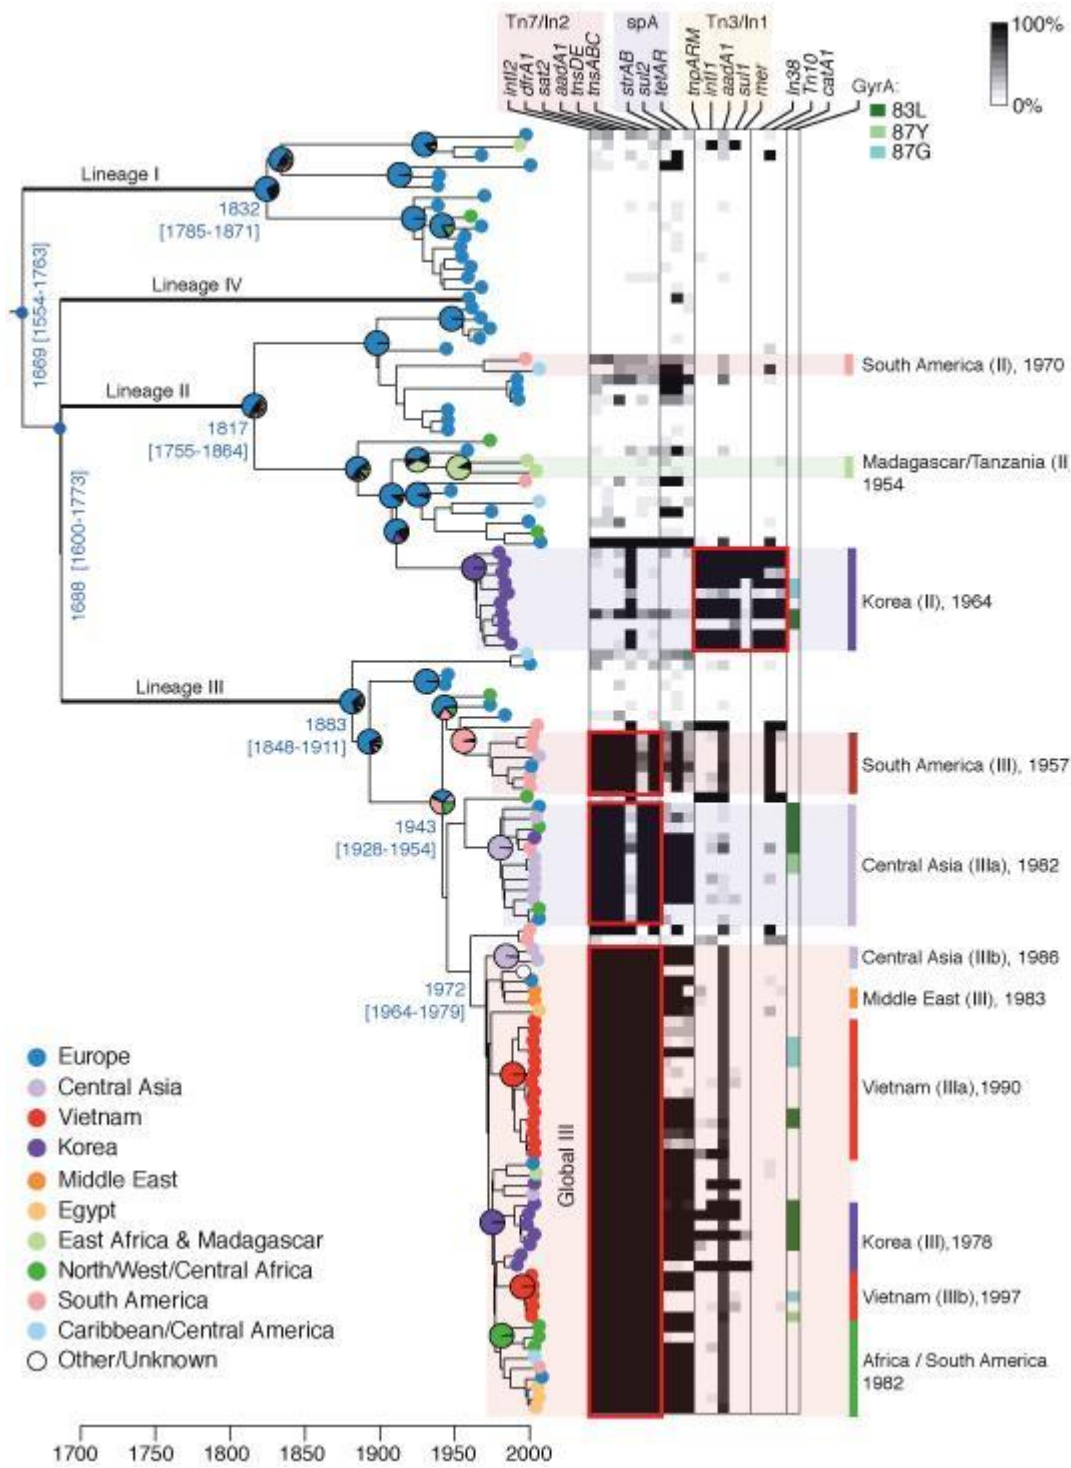 Tn7/In2 spA Tn3/In1
intI2
dfrA1
sat2
aadA1
tnsDE
tnsABC
strAB
sul2
tetAR
tnpARM
intI1
aadA1
sul1
mer
In38
Tn10
catA1
100%
0%
GyrA:
83L
87Y
87G
Lineage I
1832
[1785-1871]
1669 [1554-1763]
Lineage IV
Lineage II
1817
[1755-1864]
1688 [1600-1773]
Lineage III
1883
[1848-1911]
1943
[1928-1954]
1972
[1964-1979]
Global III
South America (II), 1970
Madagascar/Tanzania (II
1954
Korea (II), 1964
South America (III), 1957
Central Asia (IIIa), 1982
Central Asia (IIIb), 1986
Middle East (III), 1983
Vietnam (IIIa),1990
Korea (III),1978
Vietnam (IIIb),1997
Africa / South America
1982
Europe
Central Asia
Vietnam
Korea
Middle East
Egypt
East Africa & Madagascar
North/West/Central Africa
South America
Caribbean/Central America
Other/Unknown
1700 1750 1800 1850 1900 1950 2000